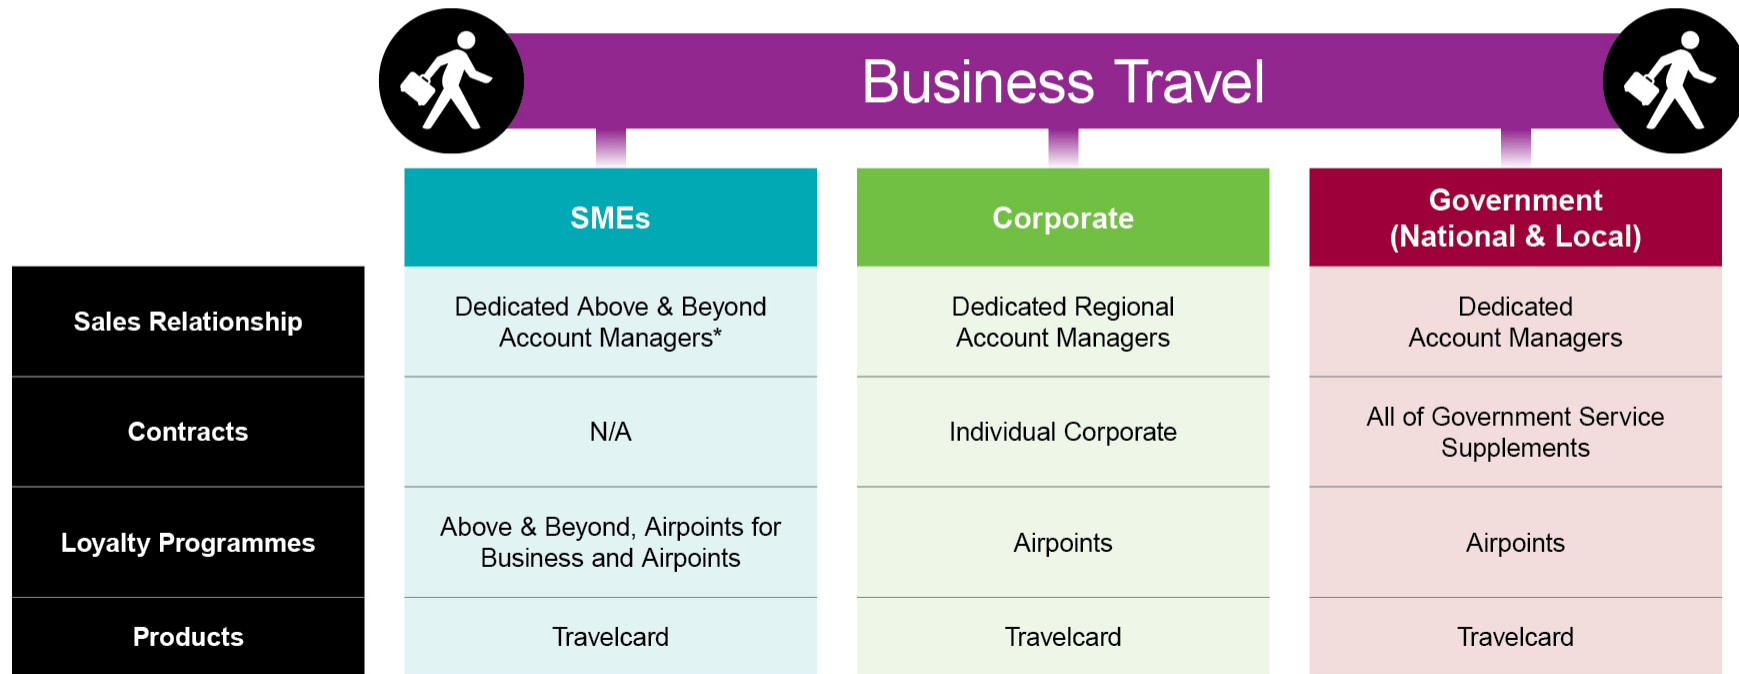 Business Travel
SMEs
Corporate
Government
(National & Local)
Sales Relationship
Dedicated Above & Beyond
Account Managers*
Dedicated Regional
Account Managers
Dedicated
Account Managers
Contracts
N/A
Individual Corporate
All of Government Service
Supplements
Loyalty Programmes
Above & Beyond, Airpoints for
Business and Airpoints
Airpoints
Airpoints
Products
Travelcard
Travelcard
Travelcard